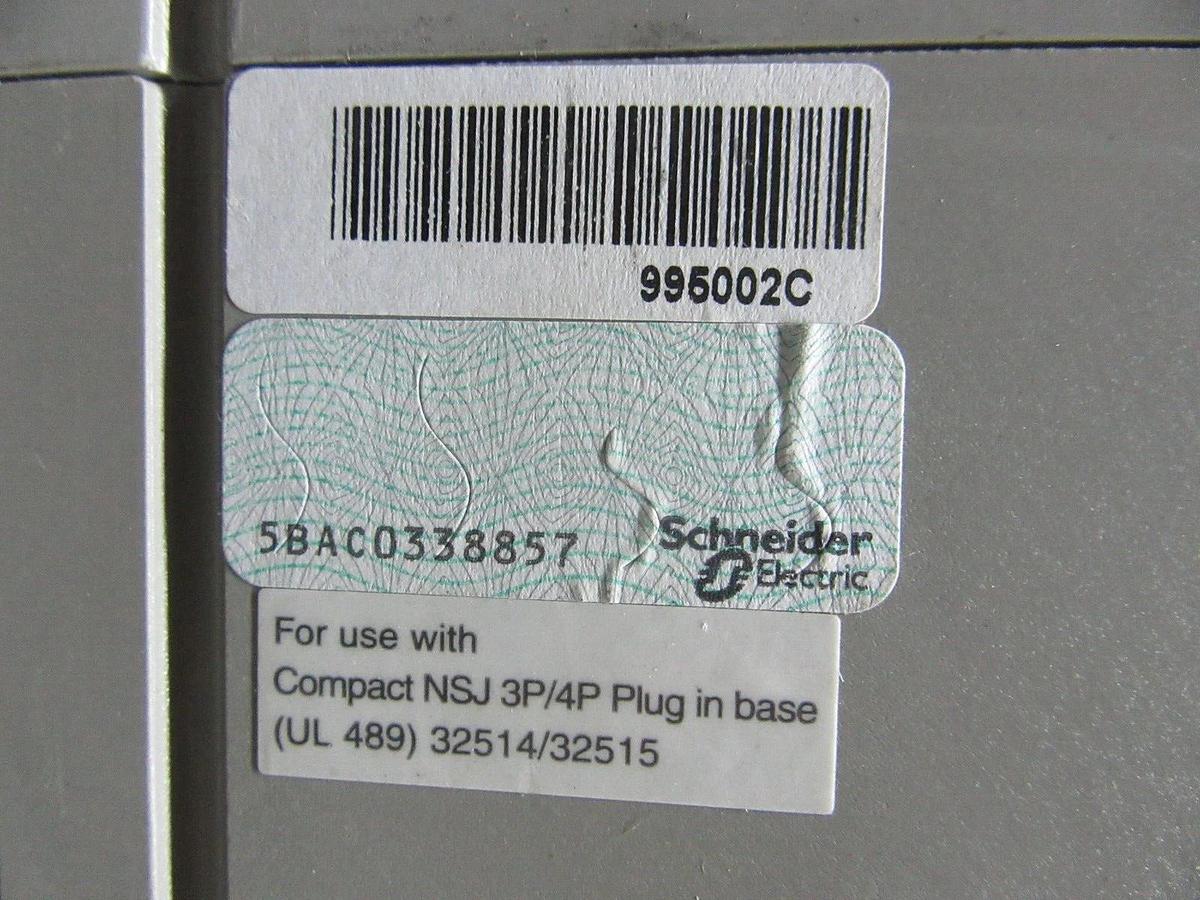 995002C
5BAC0338857
Schneider
Electric
For use with
Compact NSJ 3P/4P Plug in base
(UL 489) 32514/32515